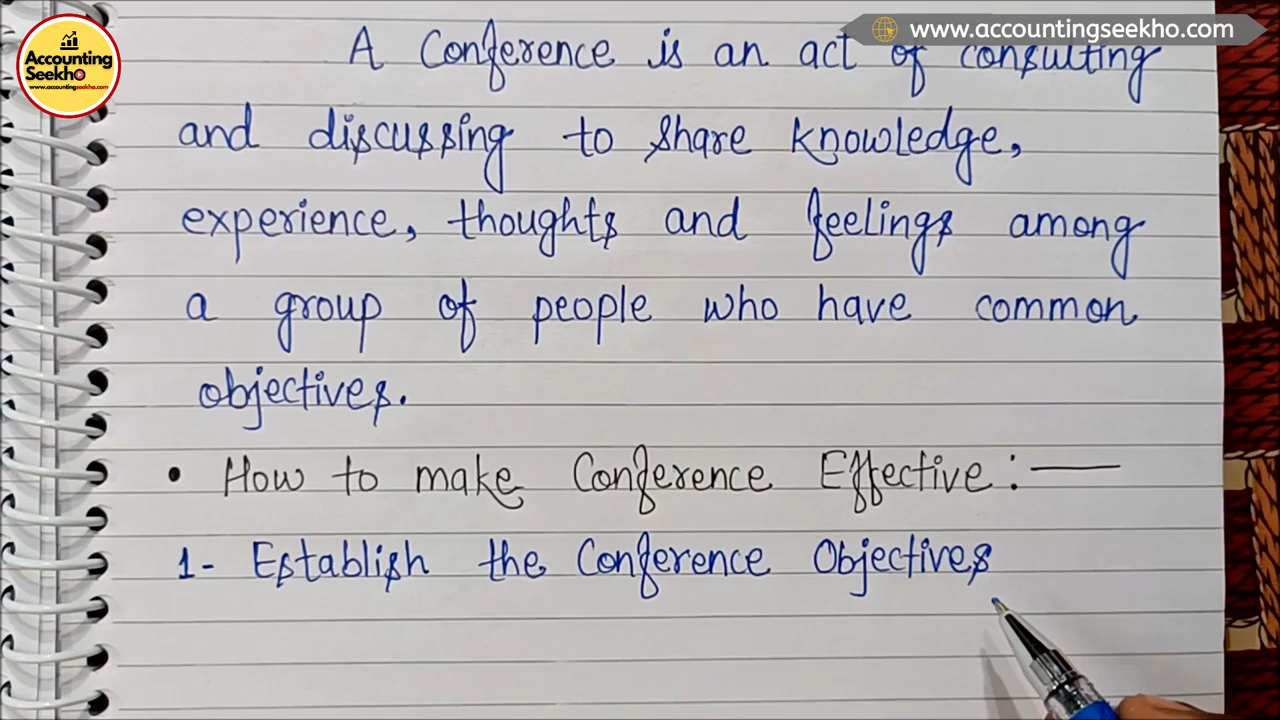 Accounting
Seekho
www.accountingseekho.com
www.accountingseekho.com
A Conference is an act of consulting
and discussing to share knowledge,
experience, thoughts and feelings among
a group of people who have common
objectives.
• How to make Conference Effective:—
1- Establish the Conference Objectives